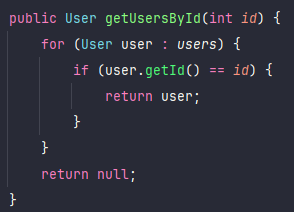 public User getUsersById(int id) {
    for (User user : users) {
        if (user.getId() == id) {
            return user;
        }
    }
    return null;
}